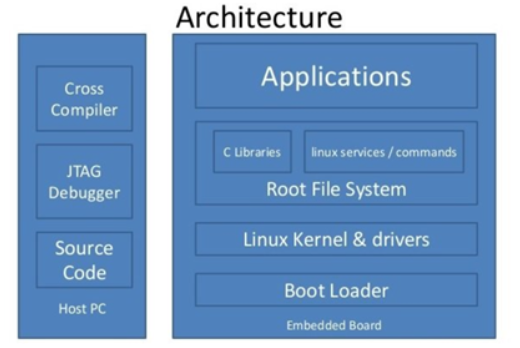 Architecture
Cross
Compiler
JTAG
Debugger
Source
Code
Host PC
Applications
C Libraries
linux services / commands
Root File System
Linux Kernel & drivers
Boot Loader
Embedded Board